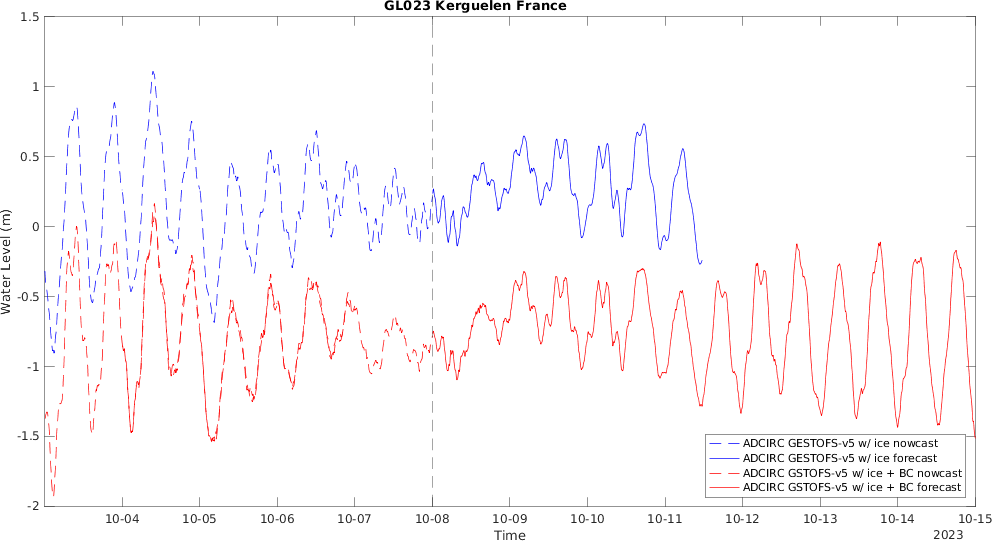 GL023 Kerguelen France
1.5
1
0.5
0
-0.5
-1
-1.5
-2
Water Level (m)
10-04 10-05 10-06 10-07 10-08 10-09 10-10 10-11 10-12 10-13 10-14 10-15
Time
2023
ADCIRC GESTOFS-v5 w/ ice nowcast
ADCIRC GESTOFS-v5 w/ ice forecast
ADCIRC GSTOFS-v5 w/ ice + BC nowcast
ADCIRC GSTOFS-v5 w/ ice + BC forecast